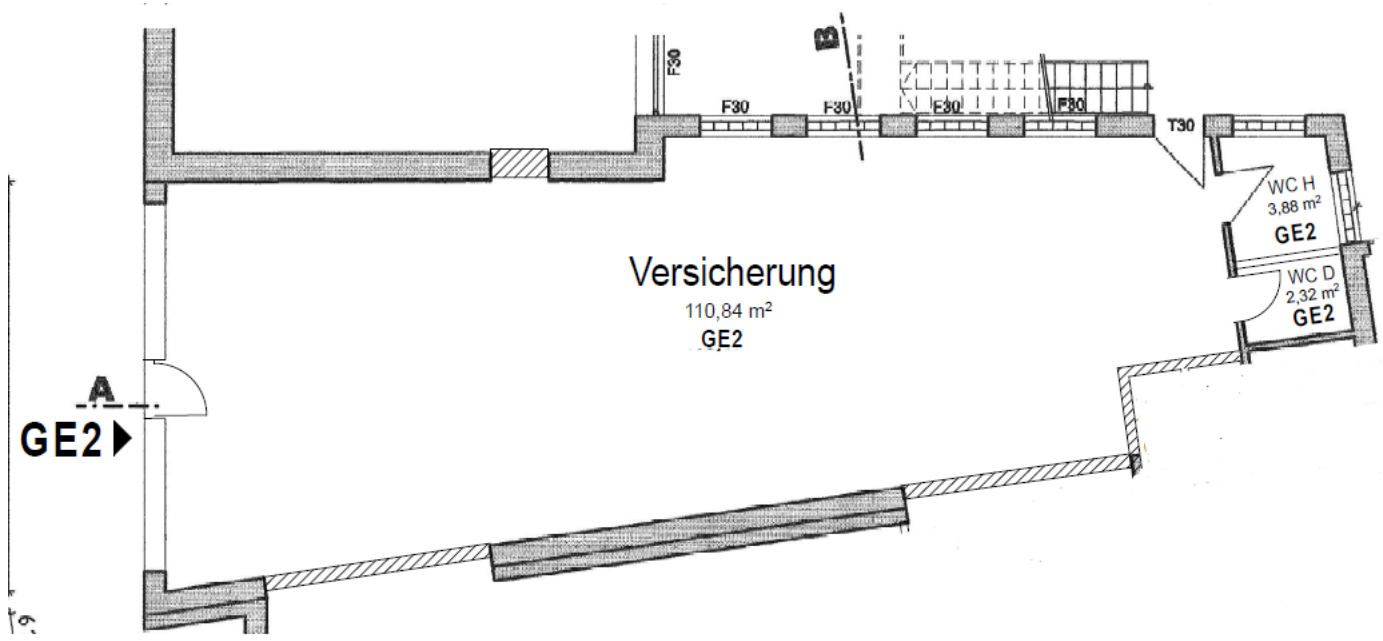 B
F30
F30
F30
F30
F30
T30
WC H
3,88 m²
GE2
Versicherung
110,84 m²
GE2
WC D
2,32 m²
GE2
A
GE2